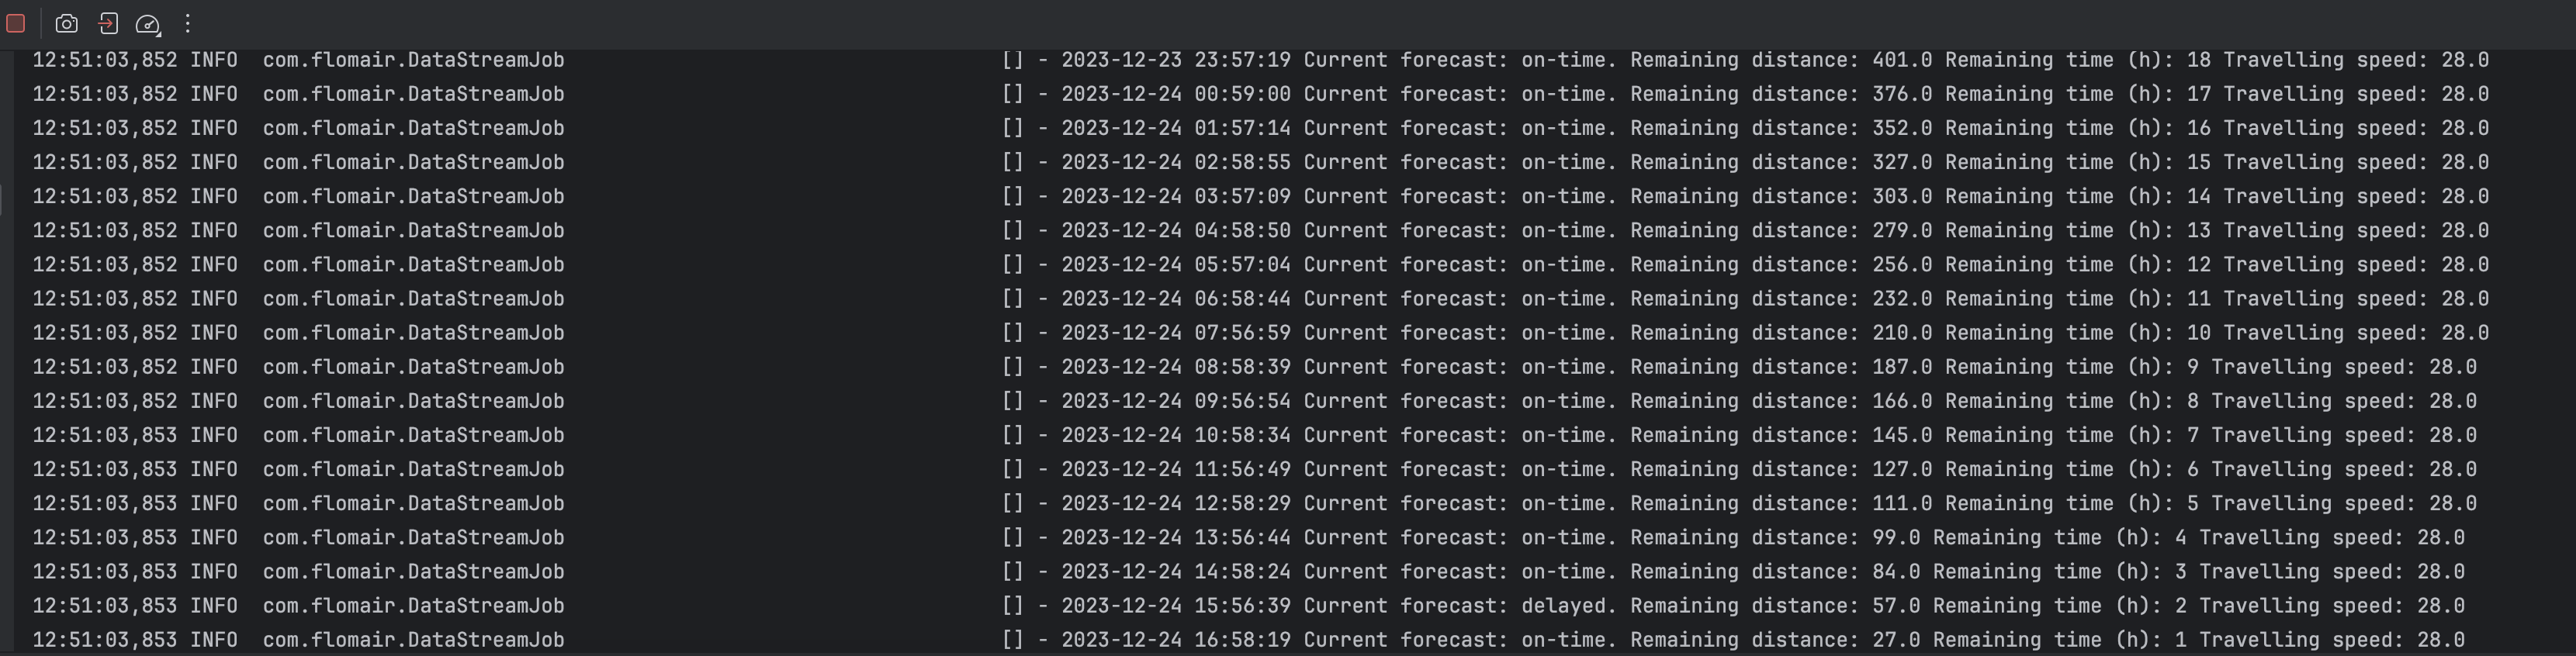 12:51:03,852 INFO  com.flomair.DataStreamJob                                    [] - 2023-12-23 23:57:19 Current forecast: on-time. Remaining distance: 401.0 Remaining time (h): 18 Travelling speed: 28.0
12:51:03,852 INFO  com.flomair.DataStreamJob                                    [] - 2023-12-24 00:59:00 Current forecast: on-time. Remaining distance: 376.0 Remaining time (h): 17 Travelling speed: 28.0
12:51:03,852 INFO  com.flomair.DataStreamJob                                    [] - 2023-12-24 01:57:14 Current forecast: on-time. Remaining distance: 352.0 Remaining time (h): 16 Travelling speed: 28.0
12:51:03,852 INFO  com.flomair.DataStreamJob                                    [] - 2023-12-24 02:58:55 Current forecast: on-time. Remaining distance: 327.0 Remaining time (h): 15 Travelling speed: 28.0
12:51:03,852 INFO  com.flomair.DataStreamJob                                    [] - 2023-12-24 03:57:09 Current forecast: on-time. Remaining distance: 303.0 Remaining time (h): 14 Travelling speed: 28.0
12:51:03,852 INFO  com.flomair.DataStreamJob                                    [] - 2023-12-24 04:58:50 Current forecast: on-time. Remaining distance: 279.0 Remaining time (h): 13 Travelling speed: 28.0
12:51:03,852 INFO  com.flomair.DataStreamJob                                    [] - 2023-12-24 05:57:04 Current forecast: on-time. Remaining distance: 256.0 Remaining time (h): 12 Travelling speed: 28.0
12:51:03,852 INFO  com.flomair.DataStreamJob                                    [] - 2023-12-24 06:58:44 Current forecast: on-time. Remaining distance: 232.0 Remaining time (h): 11 Travelling speed: 28.0
12:51:03,852 INFO  com.flomair.DataStreamJob                                    [] - 2023-12-24 07:56:59 Current forecast: on-time. Remaining distance: 210.0 Remaining time (h): 10 Travelling speed: 28.0
12:51:03,852 INFO  com.flomair.DataStreamJob                                    [] - 2023-12-24 08:58:39 Current forecast: on-time. Remaining distance: 187.0 Remaining time (h): 9 Travelling speed: 28.0
12:51:03,852 INFO  com.flomair.DataStreamJob                                    [] - 2023-12-24 09:56:54 Current forecast: on-time. Remaining distance: 166.0 Remaining time (h): 8 Travelling speed: 28.0
12:51:03,853 INFO  com.flomair.DataStreamJob                                    [] - 2023-12-24 10:58:34 Current forecast: on-time. Remaining distance: 145.0 Remaining time (h): 7 Travelling speed: 28.0
12:51:03,853 INFO  com.flomair.DataStreamJob                                    [] - 2023-12-24 11:56:49 Current forecast: on-time. Remaining distance: 127.0 Remaining time (h): 6 Travelling speed: 28.0
12:51:03,853 INFO  com.flomair.DataStreamJob                                    [] - 2023-12-24 12:58:29 Current forecast: on-time. Remaining distance: 111.0 Remaining time (h): 5 Travelling speed: 28.0
12:51:03,853 INFO  com.flomair.DataStreamJob                                    [] - 2023-12-24 13:56:44 Current forecast: on-time. Remaining distance: 99.0 Remaining time (h): 4 Travelling speed: 28.0
12:51:03,853 INFO  com.flomair.DataStreamJob                                    [] - 2023-12-24 14:58:24 Current forecast: on-time. Remaining distance: 84.0 Remaining time (h): 3 Travelling speed: 28.0
12:51:03,853 INFO  com.flomair.DataStreamJob                                    [] - 2023-12-24 15:56:39 Current forecast: delayed. Remaining distance: 57.0 Remaining time (h): 2 Travelling speed: 28.0
12:51:03,853 INFO  com.flomair.DataStreamJob                                    [] - 2023-12-24 16:58:19 Current forecast: on-time. Remaining distance: 27.0 Remaining time (h): 1 Travelling speed: 28.0